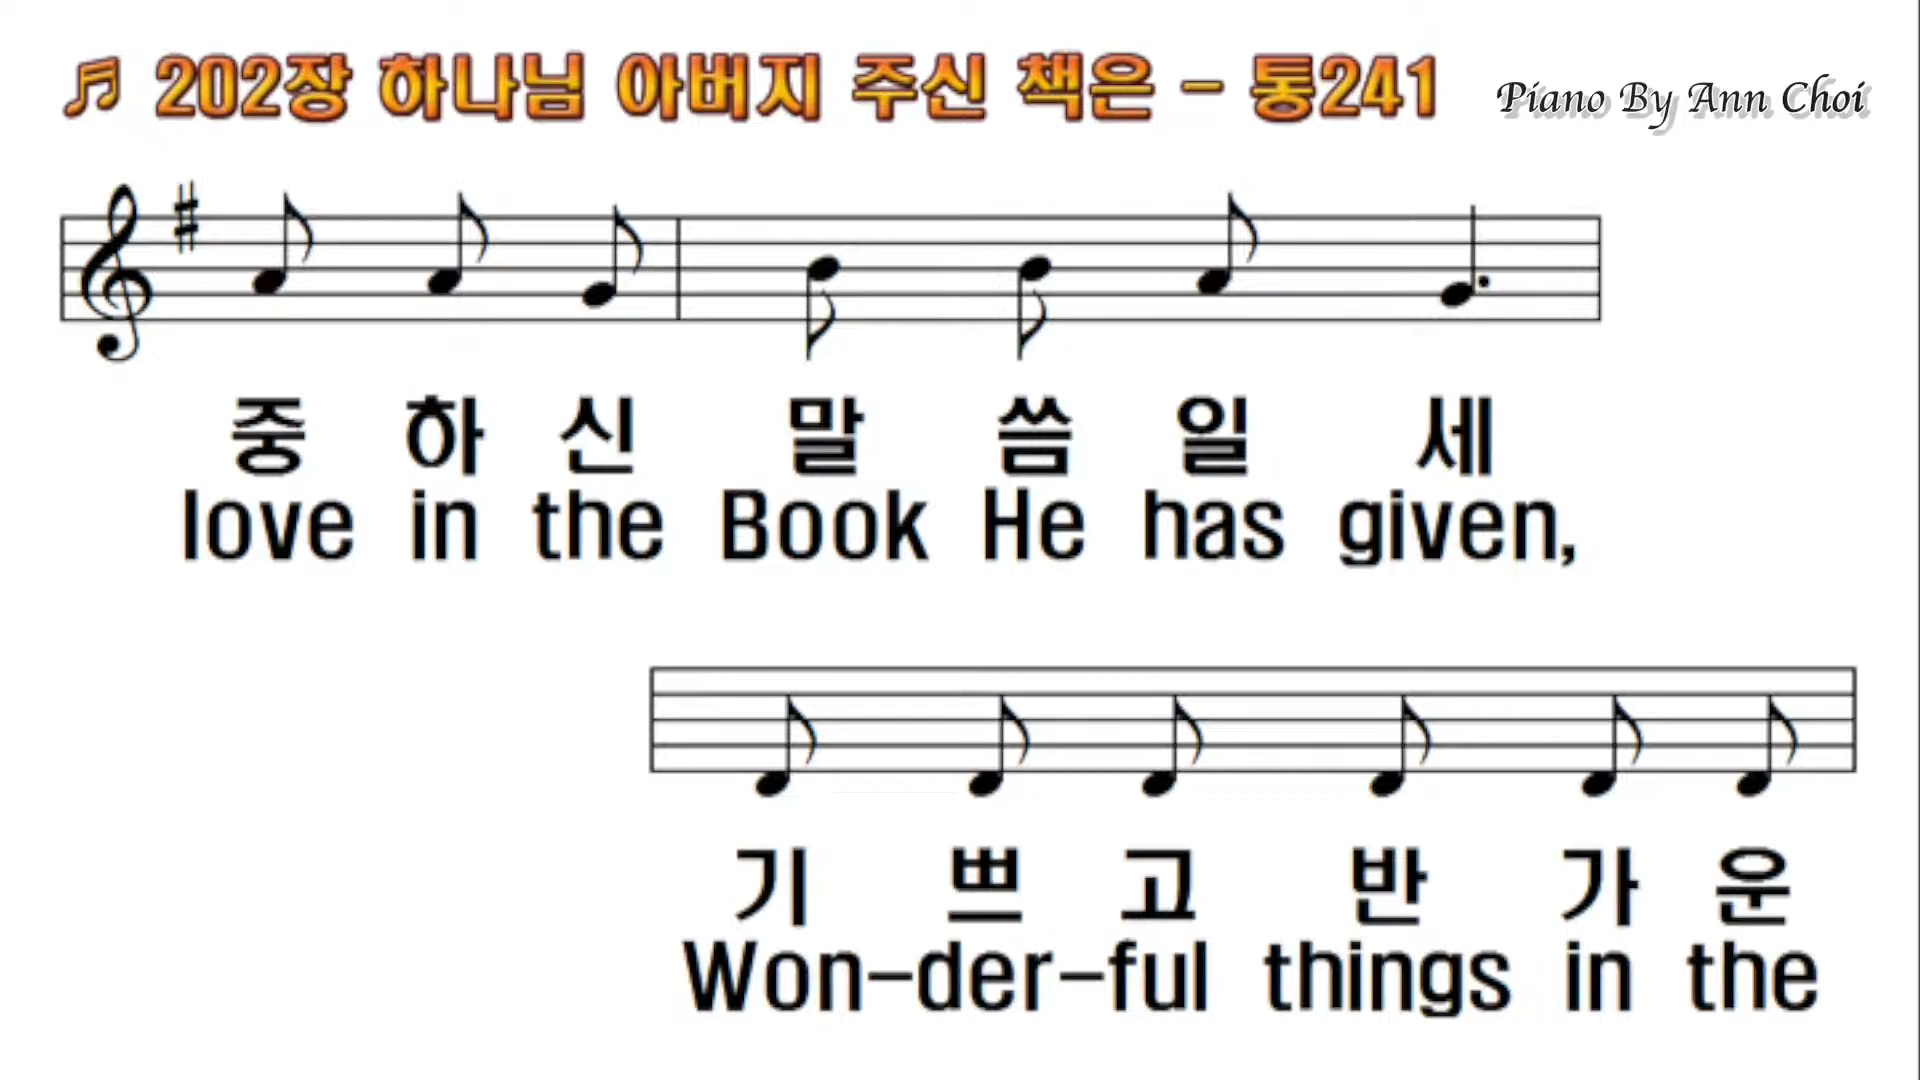 ♬ 202장 하나님 아버지 주신 책은 - 통241
Piano By Ann Choi
중 하 신 말 씀 일 세
love in the Book He has given,
기 쁘 고 반 가 운
Won-der-ful things in the